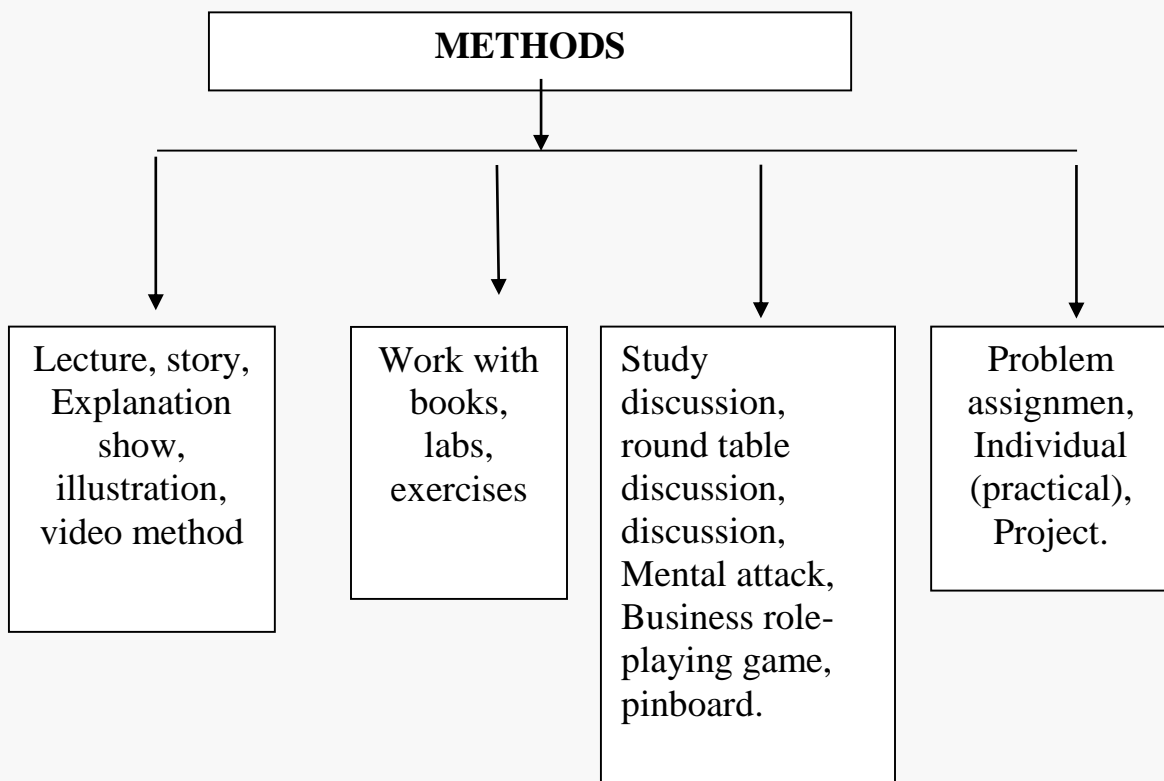 METHODS
Lecture, story,
Explanation
show,
illustration,
video method
Work with
books,
labs,
exercises
Study
discussion,
round table
discussion,
discussion,
Mental attack,
Business role-
playing game,
pinboard.
Problem
assignmen,
Individual
(practical),
Project.